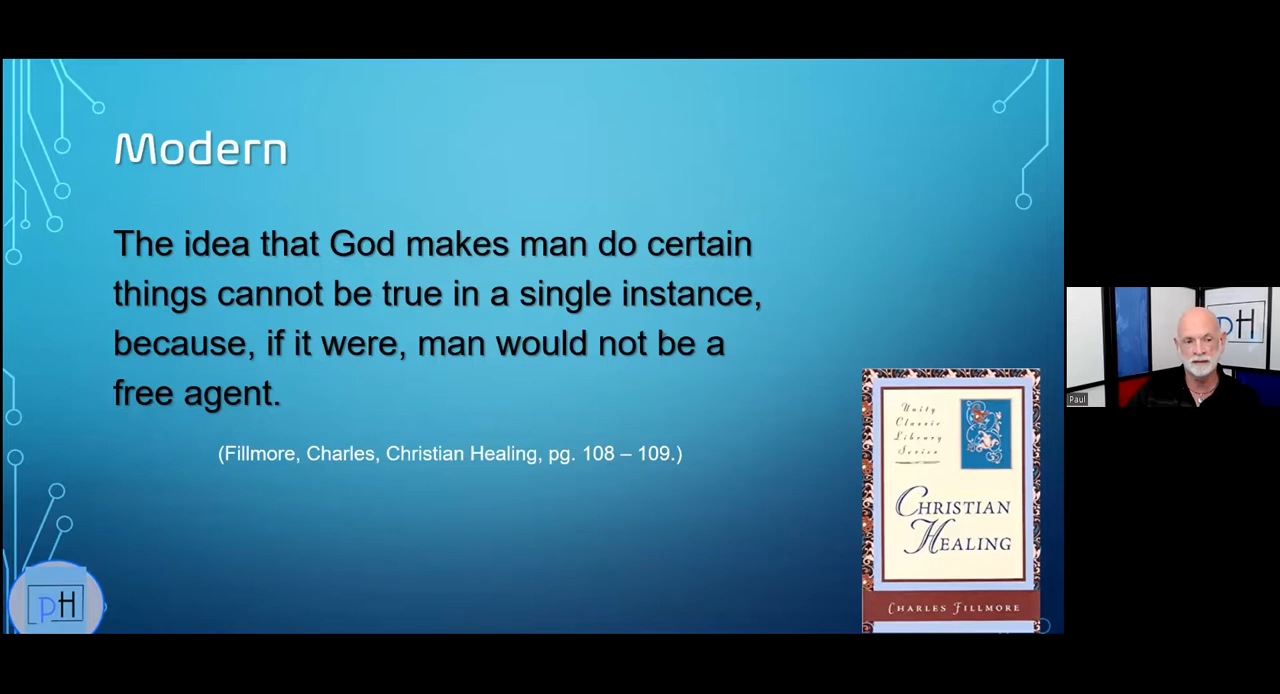 Modern
The idea that God makes man do certain
things cannot be true in a single instance,
because, if it were, man would not be a
free agent.
(Fillmore, Charles, Christian Healing, pg. 108 – 109.)
Unity
Classic
Library
Series
CHRISTIAN
HEALING
CHARLES FILLMORE
pH
pH
Paul